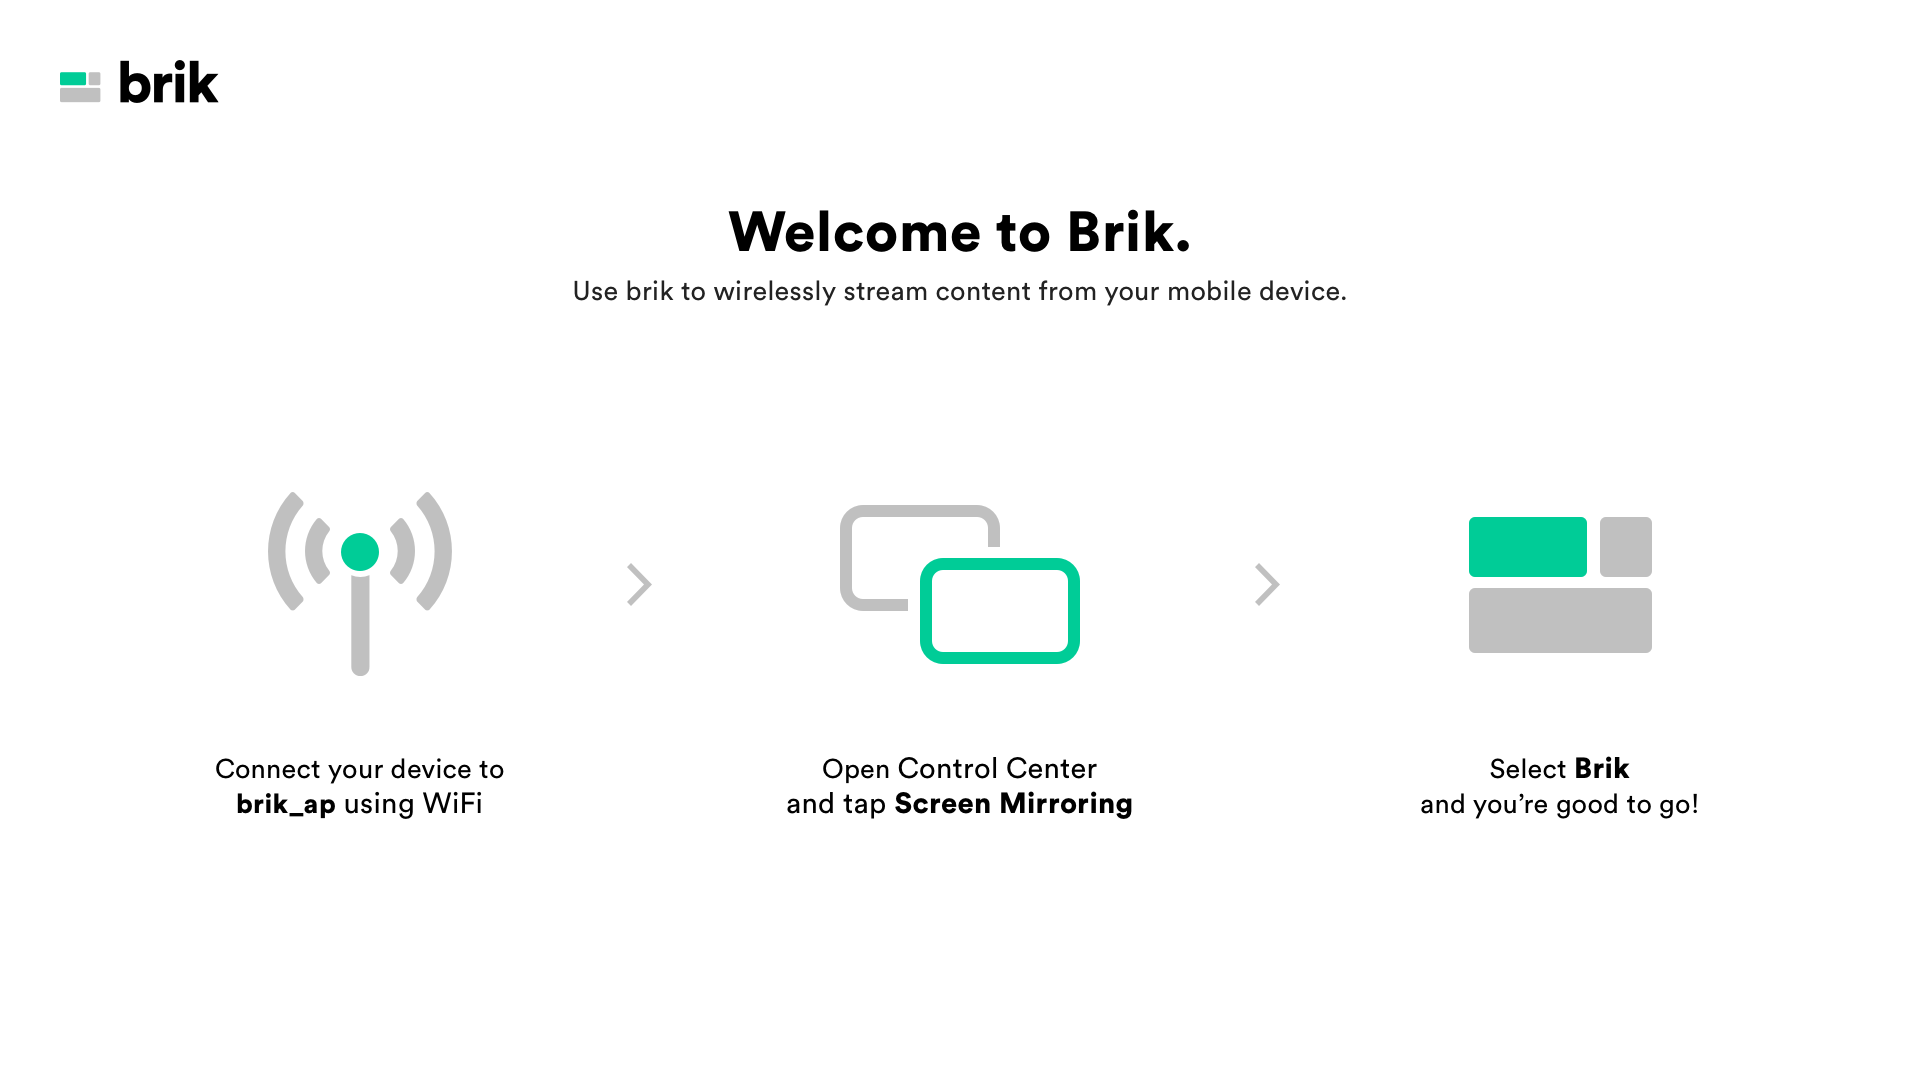 brik
Welcome to Brik.
Use brik to wirelessly stream content from your mobile device.
Connect your device to
brik_ap using WiFi
Open Control Center
and tap Screen Mirroring
Select Brik
and you’re good to go!